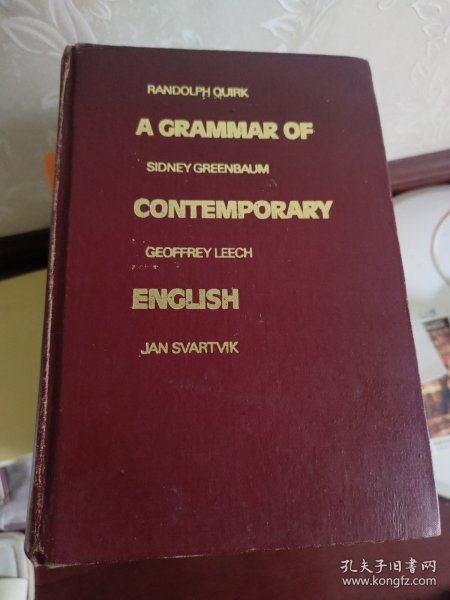 RANDOLPH QUIRK
A GRAMMAR OF
SIDNEY GREENBAUM
CONTEMPORARY
GEOFFREY LEECH
ENGLISH
JAN SVARTVIK
孔夫子旧书网
www.kongfz.com